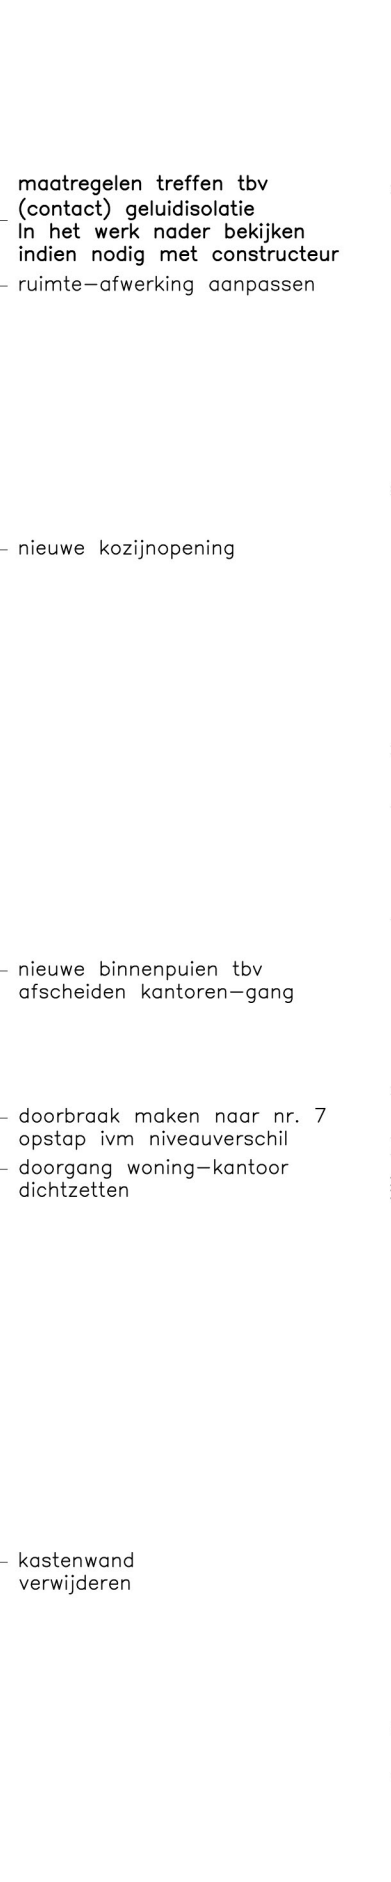 maatregelen treffen tbv
(contact) geluidisolatie
In het werk nader bekijken
indien nodig met constructeur
ruimte-afwerking aanpassen
nieuwe kozijnopening
nieuwe binnenpuien tbv
afscheiden kantoren-gang
doorbraak maken naar nr. 7
opstap ivm niveauverschil
doorgang woning-kantoor
dichtzetten
kastenwand
verwijderen